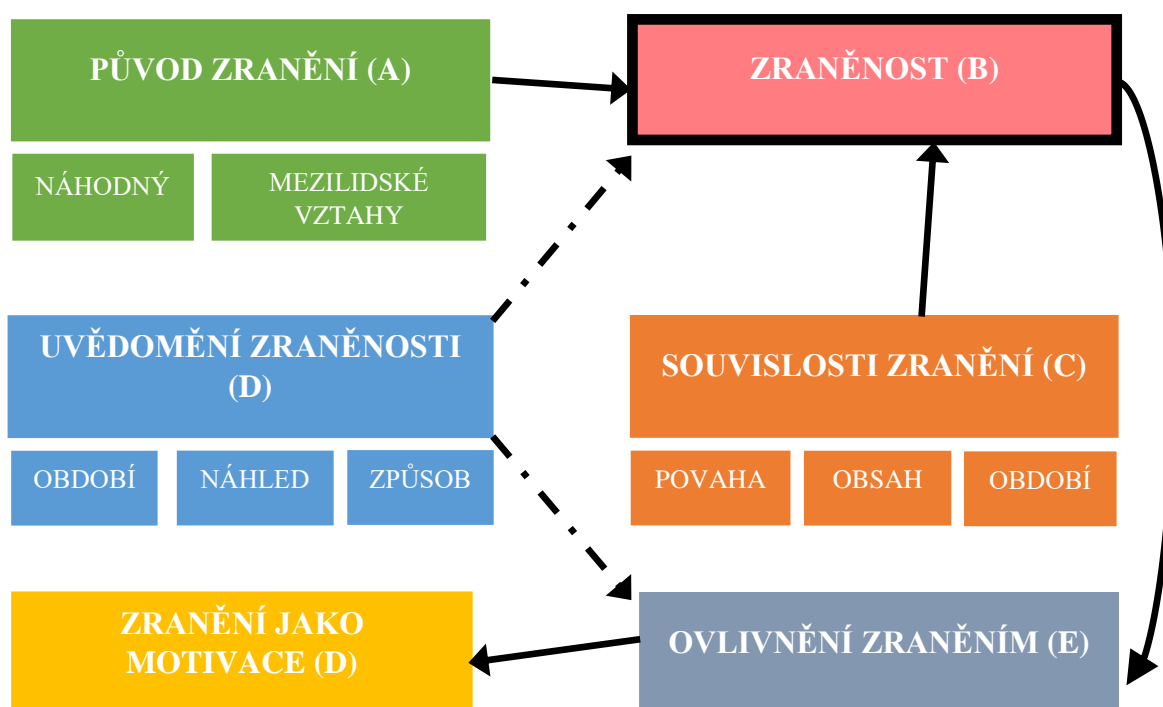 PŮVOD ZRANĚNÍ (A)
ZRANĚNOST (B)
NÁHODNÝ
MEZILIDSKÉ
VZTAHY
UVĚDOMĚNÍ ZRANĚNOSTI
(D)
SOUVISLOSTI ZRANĚNÍ (C)
OBDOBÍ
NÁHLED
ZPŮSOB
POVAHA
OBSAH
OBDOBÍ
ZRANĚNÍ JAKO
MOTIVACE (D)
OVLIVNĚNÍ ZRANĚNÍM (E)